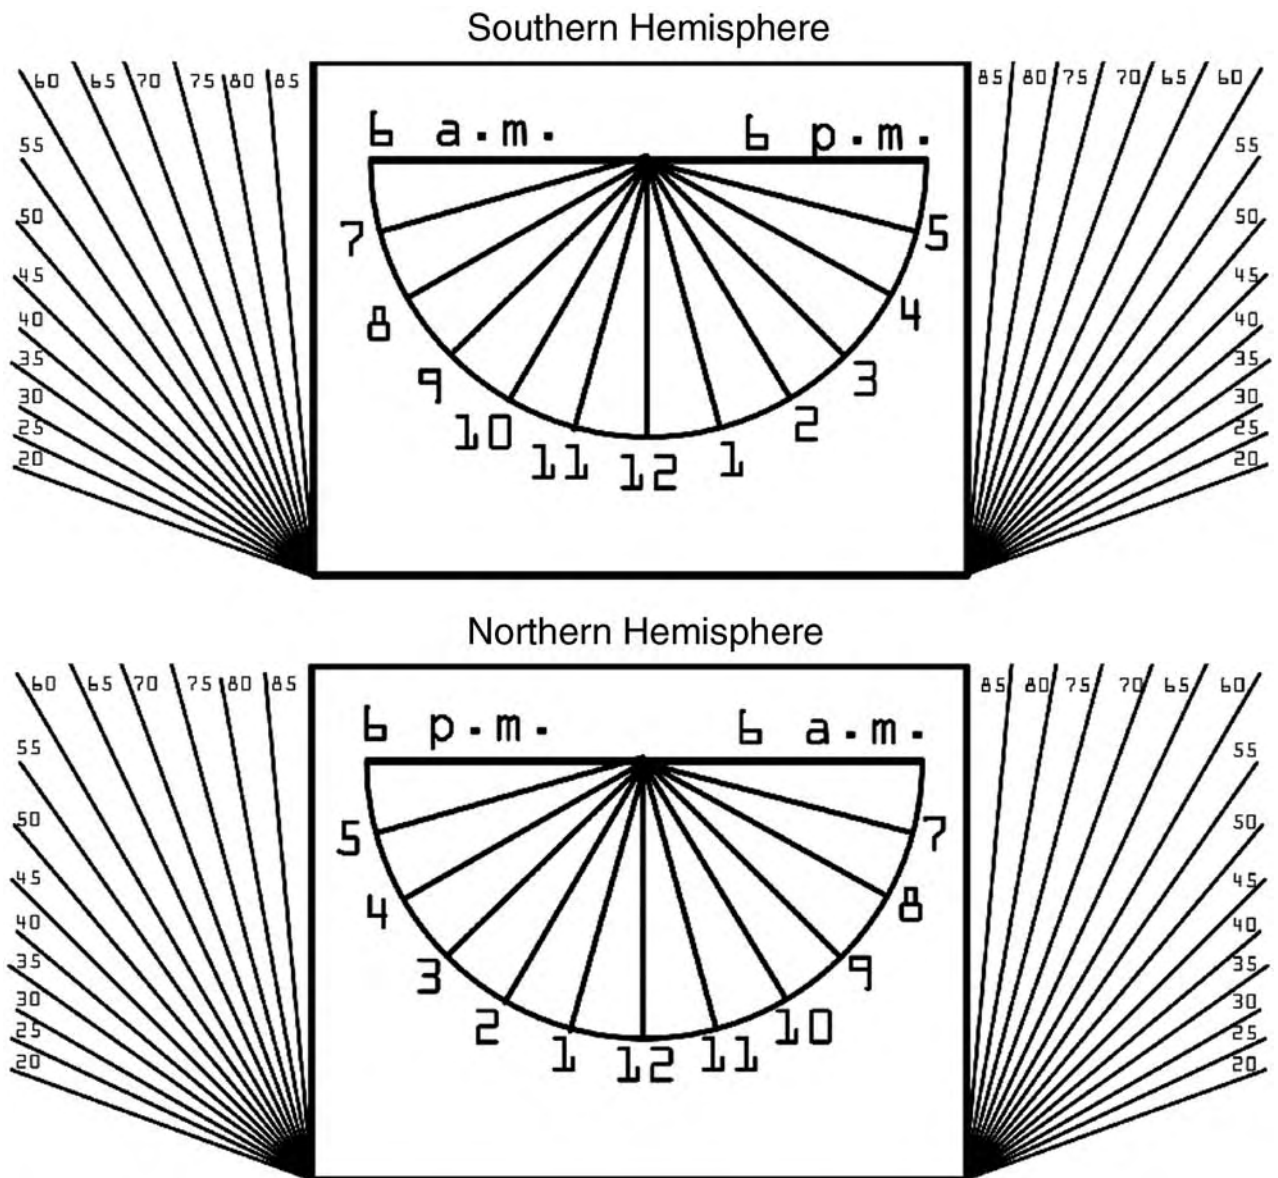 Southern Hemisphere
60 65 70 75 80 85
85 80 75 70 65 60
6 a.m. 6 p.m.
55 55
50 50
7 5
45 45
40 8 4 40
35 9 3 35
30 30
25 10 2 25
20 11 12 1 20
Northern Hemisphere
60 65 70 75 80 85
85 80 75 70 65 60
6 p.m. 6 a.m.
55 55
50 50
5 7
45 45
40 4 8 40
35 3 9 35
30 30
25 2 10 25
20 1 12 11 20